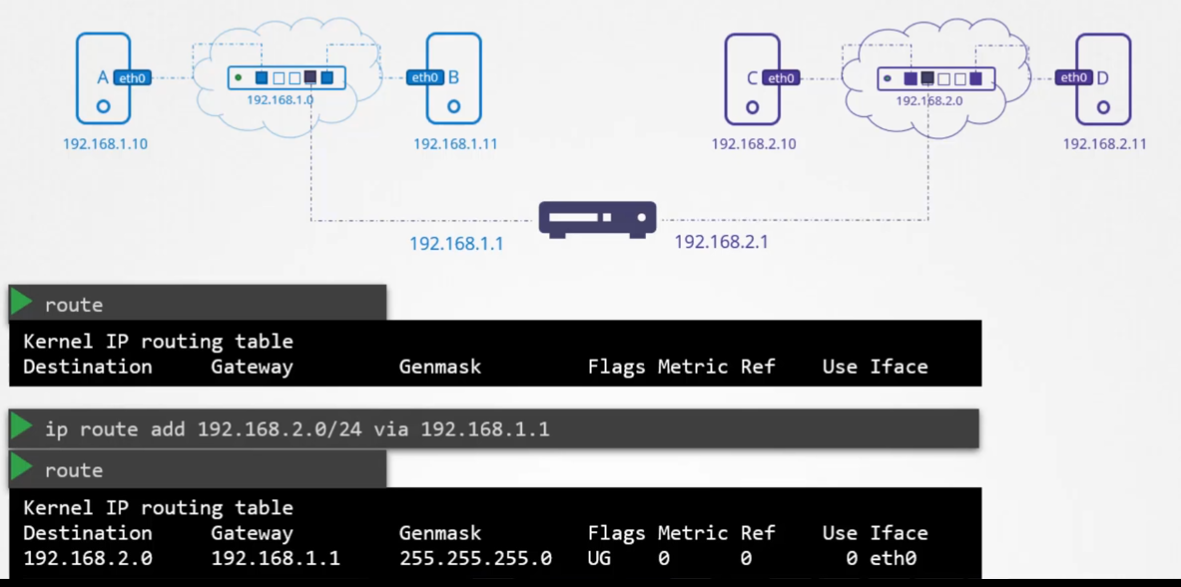 A eth0
192.168.1.10
192.168.1.0
eth0 B
192.168.1.11
C eth0
192.168.2.10
192.168.2.0
eth0 D
192.168.2.11
192.168.1.1
192.168.2.1
route
Kernel IP routing table
Destination Gateway Genmask Flags Metric Ref Use Iface
ip route add 192.168.2.0/24 via 192.168.1.1
route
Kernel IP routing table
Destination Gateway Genmask Flags Metric Ref Use Iface
192.168.2.0 192.168.1.1 255.255.255.0 UG 0 0 0 eth0